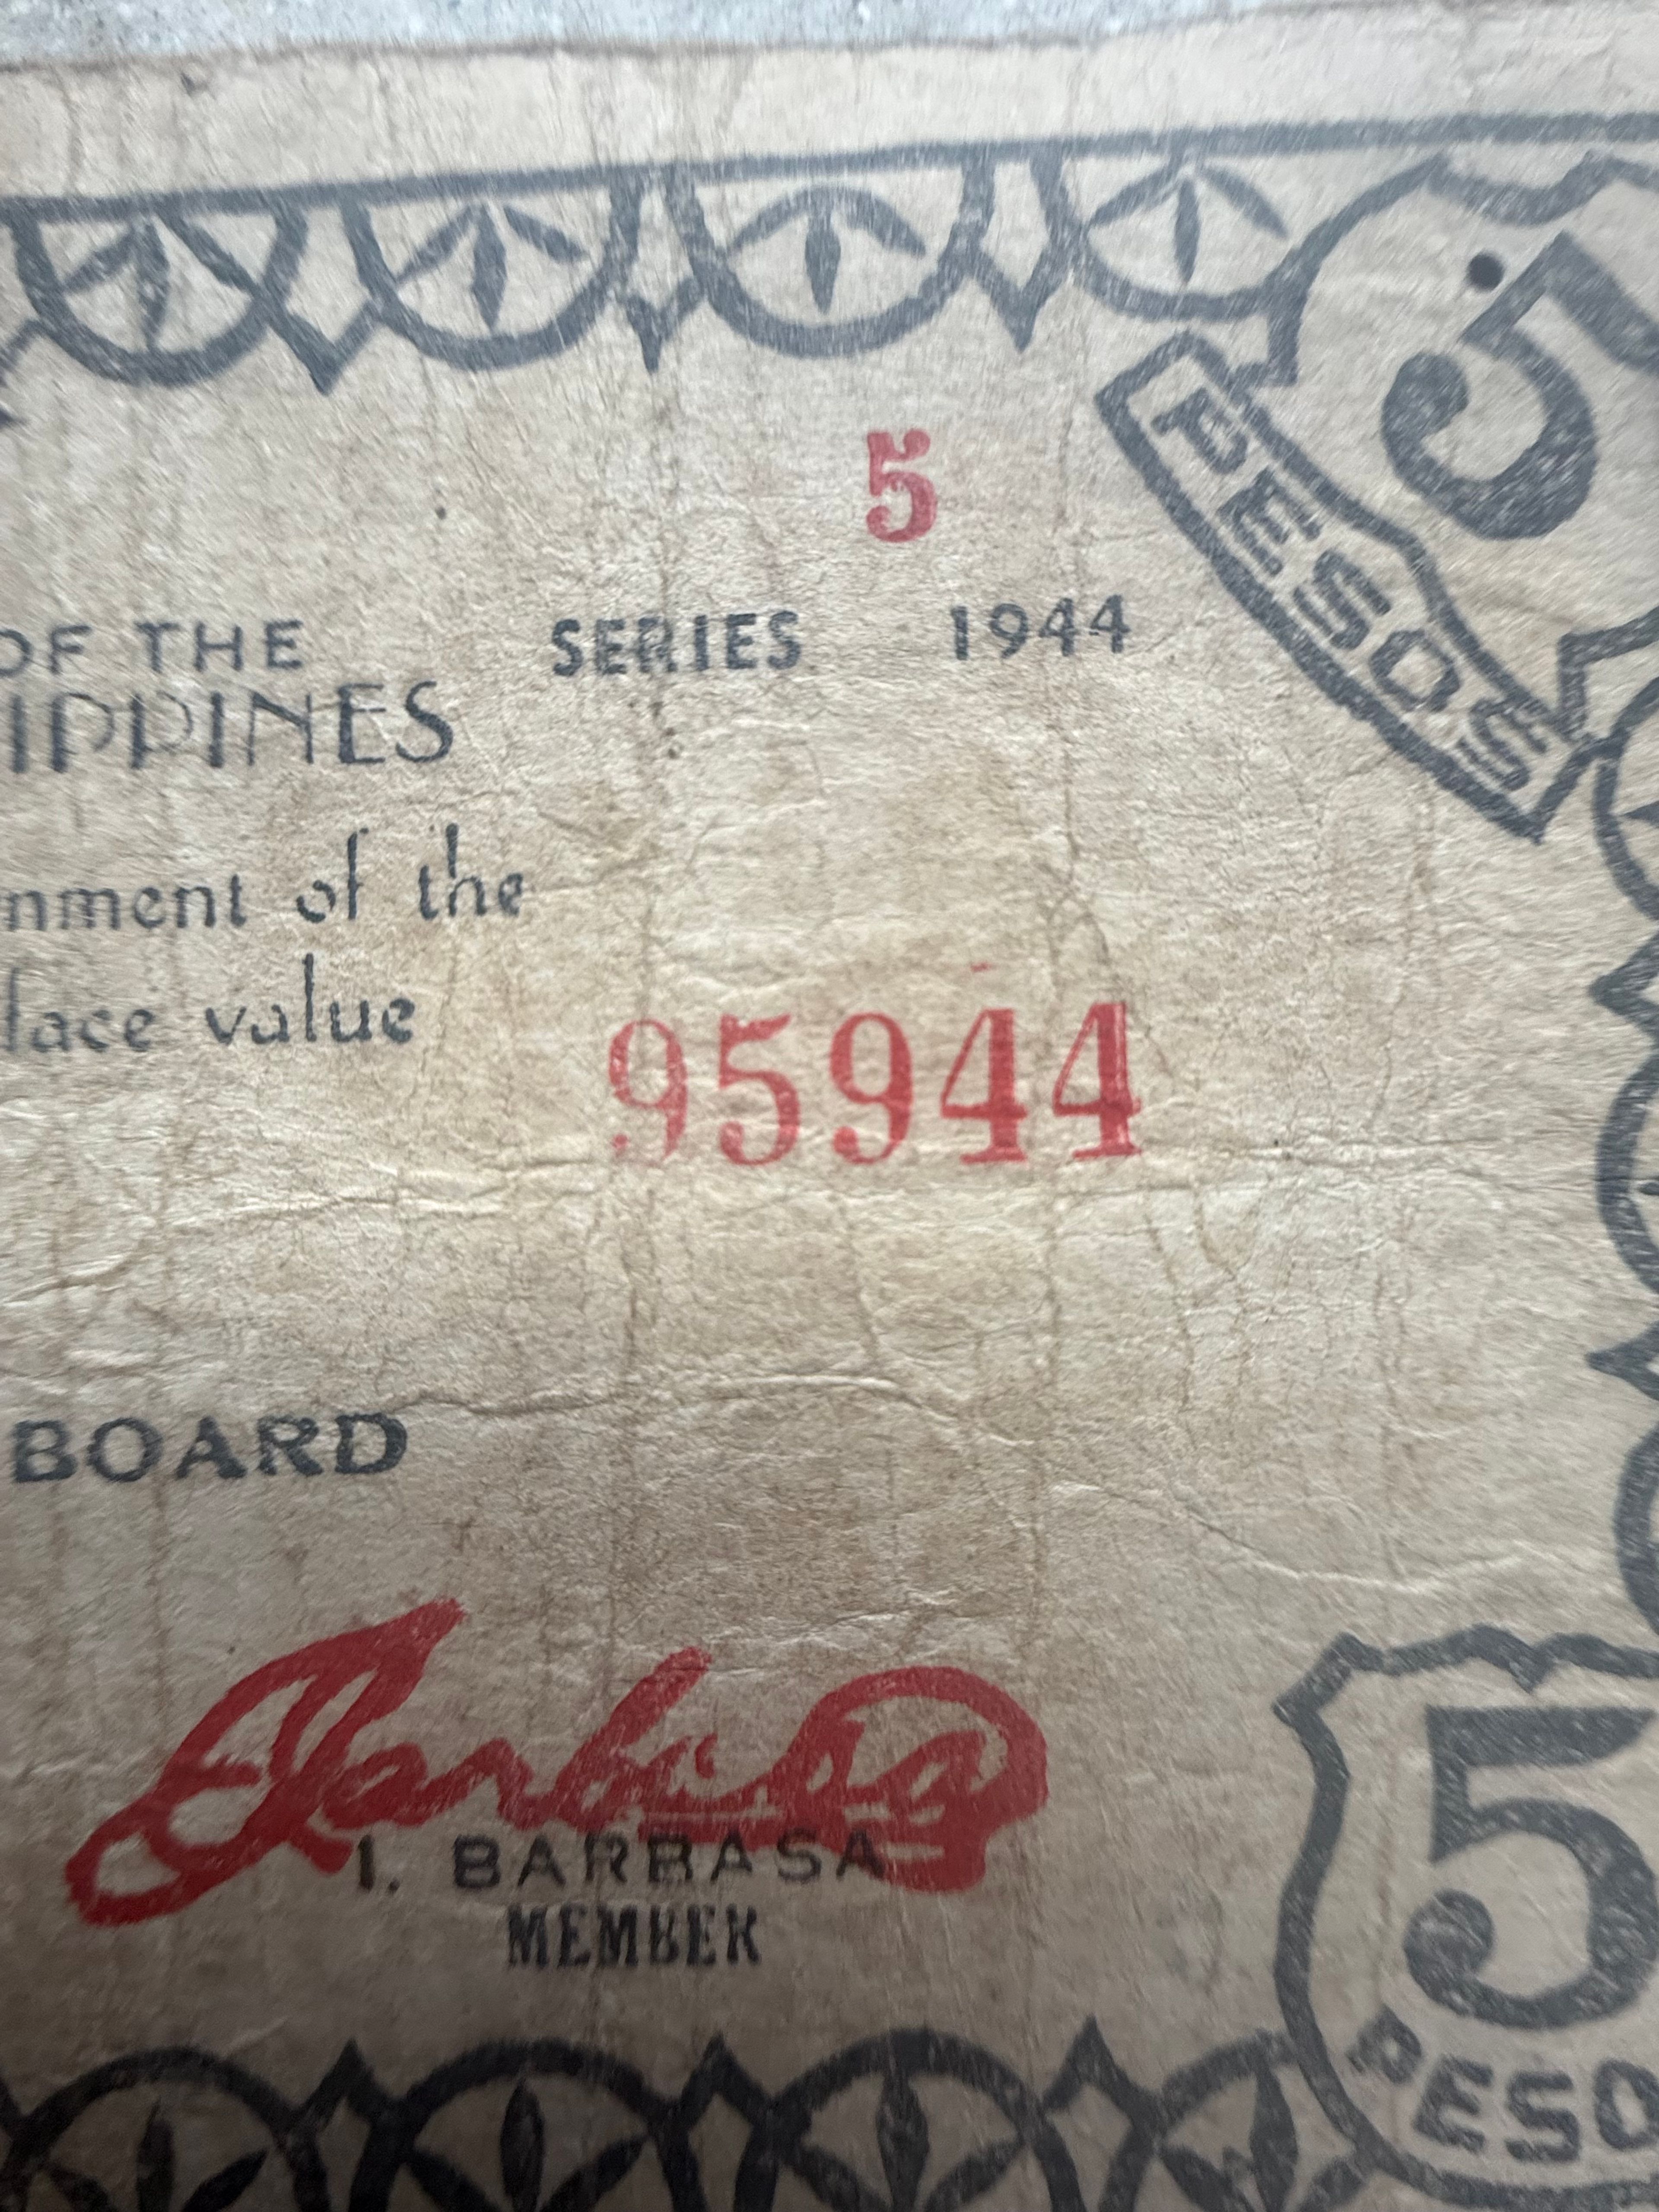 5
PESOS
5
OF THE
SERIES 1944
IPPINES
nment of the
face value
95944
BOARD
Barbasa
I. BARBASA
MEMBER
5
PESO